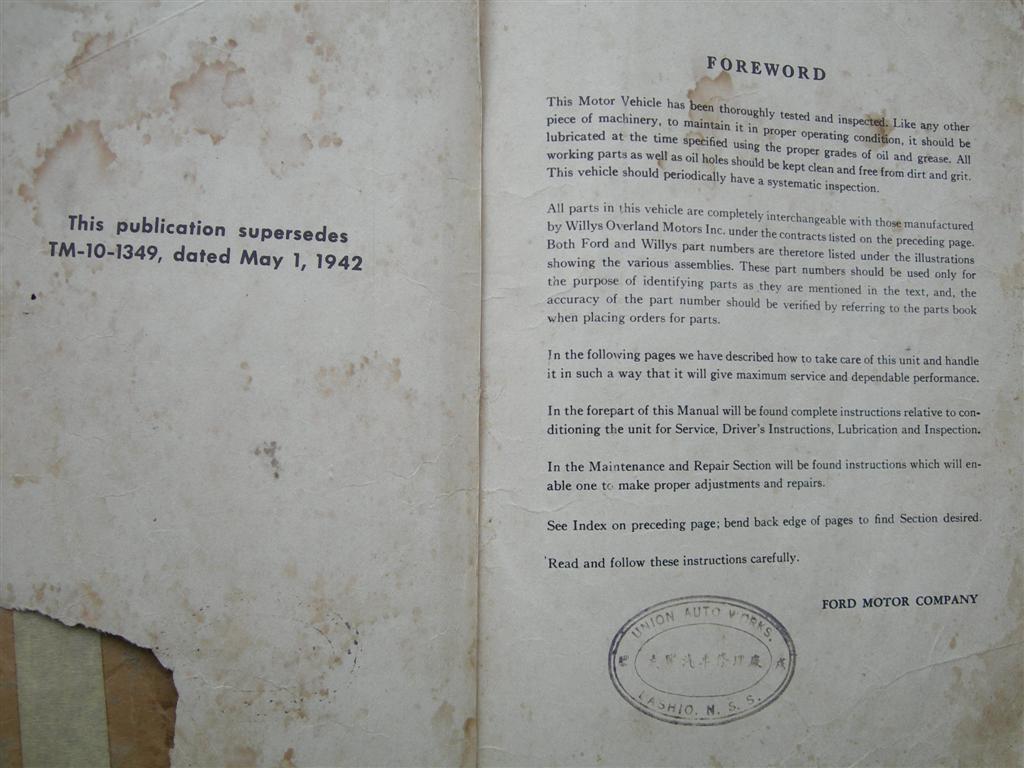 This publication supersedes
TM-10-1349, dated May 1, 1942
FOREWORD
This Motor Vehicle has been thoroughly tested and inspected. Like any other
piece of machinery, to maintain it in proper operating condition, it should be
lubricated at the time specified using the proper grades of oil and grease. All
working parts as well as oil holes should be kept clean and free from dirt and grit.
This vehicle should periodically have a systematic inspection.
All parts in this vehicle are completely interchangeable with those manufactured
by Willys Overland Motors Inc. under the contracts listed on the preceding page.
Both Ford and Willys part numbers are therefore listed under the illustrations
showing the various assemblies. These part numbers should be used only for
the purpose of identifying parts as they are mentioned in the text, and, the
accuracy of the part number should be verified by referring to the parts book
when placing orders for parts.
In the following pages we have described how to take care of this unit and handle
it in such a way that it will give maximum service and dependable performance.
In the forepart of this Manual will be found complete instructions relative to con-
ditioning the unit for Service, Driver's Instructions, Lubrication and Inspection.
In the Maintenance and Repair Section will be found instructions which will en-
able one to make proper adjustments and repairs.
See Index on preceding page; bend back edge of pages to find Section desired.
Read and follow these instructions carefully.
FORD MOTOR COMPANY
UNION AUTO WORKS,
汽車修理廠
LASHIO, N. S. S.